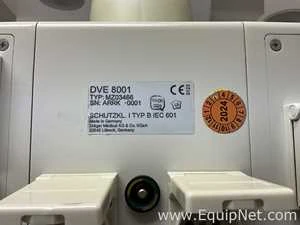 DVE 8001
TYP: MZ03466
SN: ARRK -0001
SCHUTZKL. I TYP B IEC 601
Made in Germany
Dräger Medical AG & Co. KGaA
23542 Lübeck, Germany
2024
www.EquipNet.com